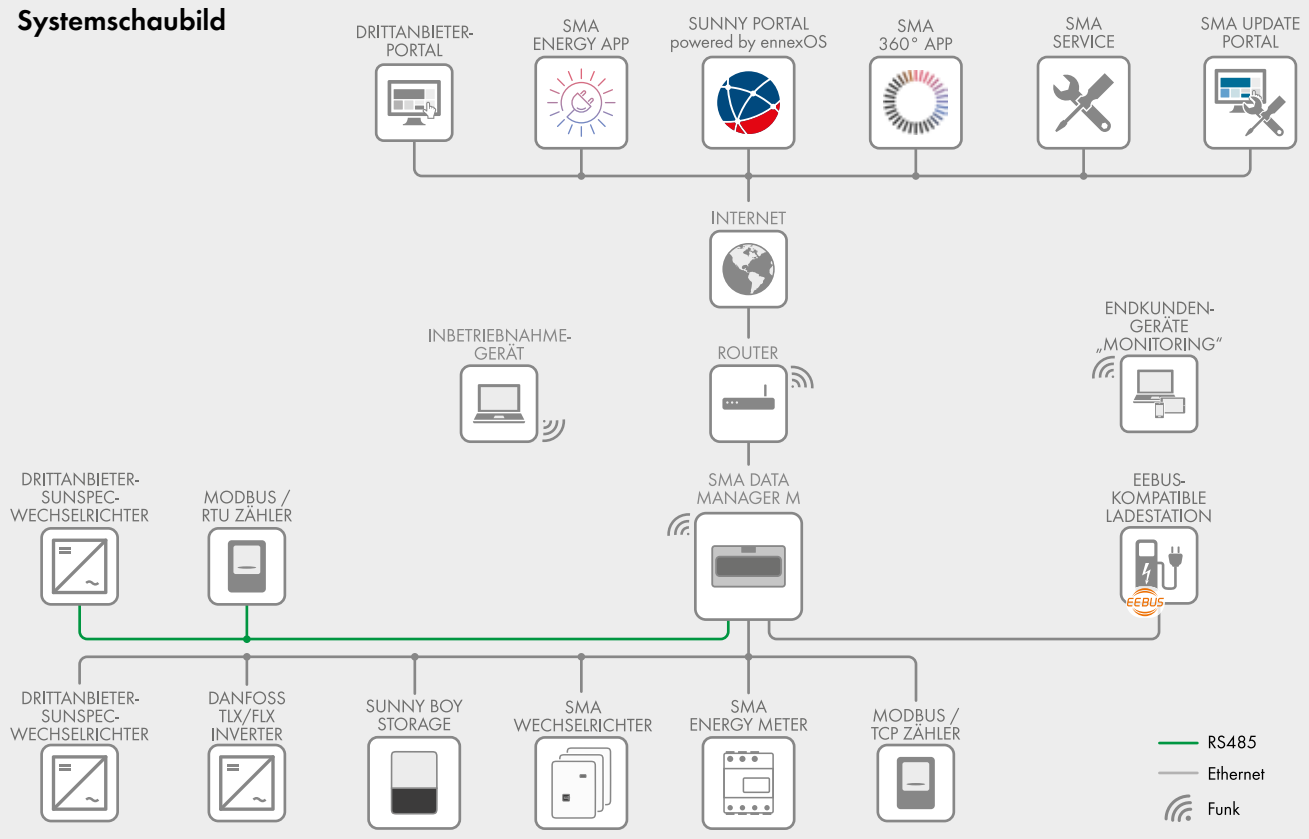 Systemschaubild
DRITTANBIETER-
PORTAL
SMA
ENERGY APP
SUNNY PORTAL
powered by ennexOS
SMA
360° APP
SMA
SERVICE
SMA UPDATE
PORTAL
INTERNET
INBETRIEBNAHME-
GERÄT
ROUTER
ENDKUNDEN-
GERÄTE
„MONITORING“
DRITTANBIETER-
SUNSPEC-
WECHSELRICHTER
MODBUS /
RTU ZÄHLER
SMA DATA
MANAGER M
EEBUS-
KOMPATIBLE
LADESTATION
EEBUS
DRITTANBIETER-
SUNSPEC-
WECHSELRICHTER
DANFOSS
TLX/FLX
INVERTER
SUNNY BOY
STORAGE
SMA
WECHSELRICHTER
SMA
ENERGY METER
MODBUS /
TCP ZÄHLER
RS485
Ethernet
Funk